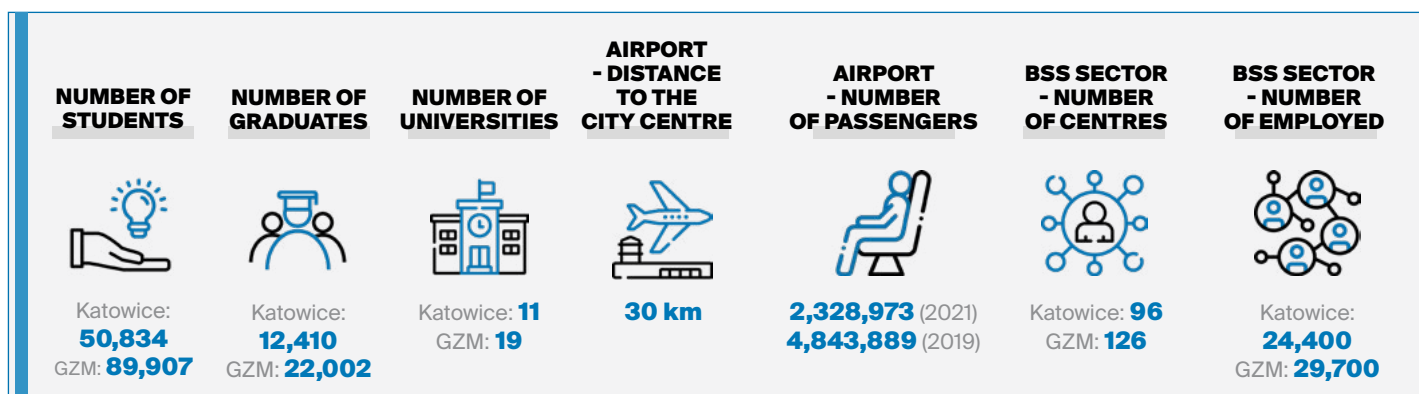 NUMBER OF
STUDENTS
Katowice:
50,834
GZM: 89,907
NUMBER OF
GRADUATES
Katowice:
12,410
GZM: 22,002
NUMBER OF
UNIVERSITIES
Katowice: 11
GZM: 19
AIRPORT
- DISTANCE
TO THE
CITY CENTRE
30 km
AIRPORT
- NUMBER
OF PASSENGERS
2,328,973 (2021)
4,843,889 (2019)
BSS SECTOR
- NUMBER
OF CENTRES
Katowice: 96
GZM: 126
BSS SECTOR
- NUMBER
OF EMPLOYED
Katowice:
24,400
GZM: 29,700